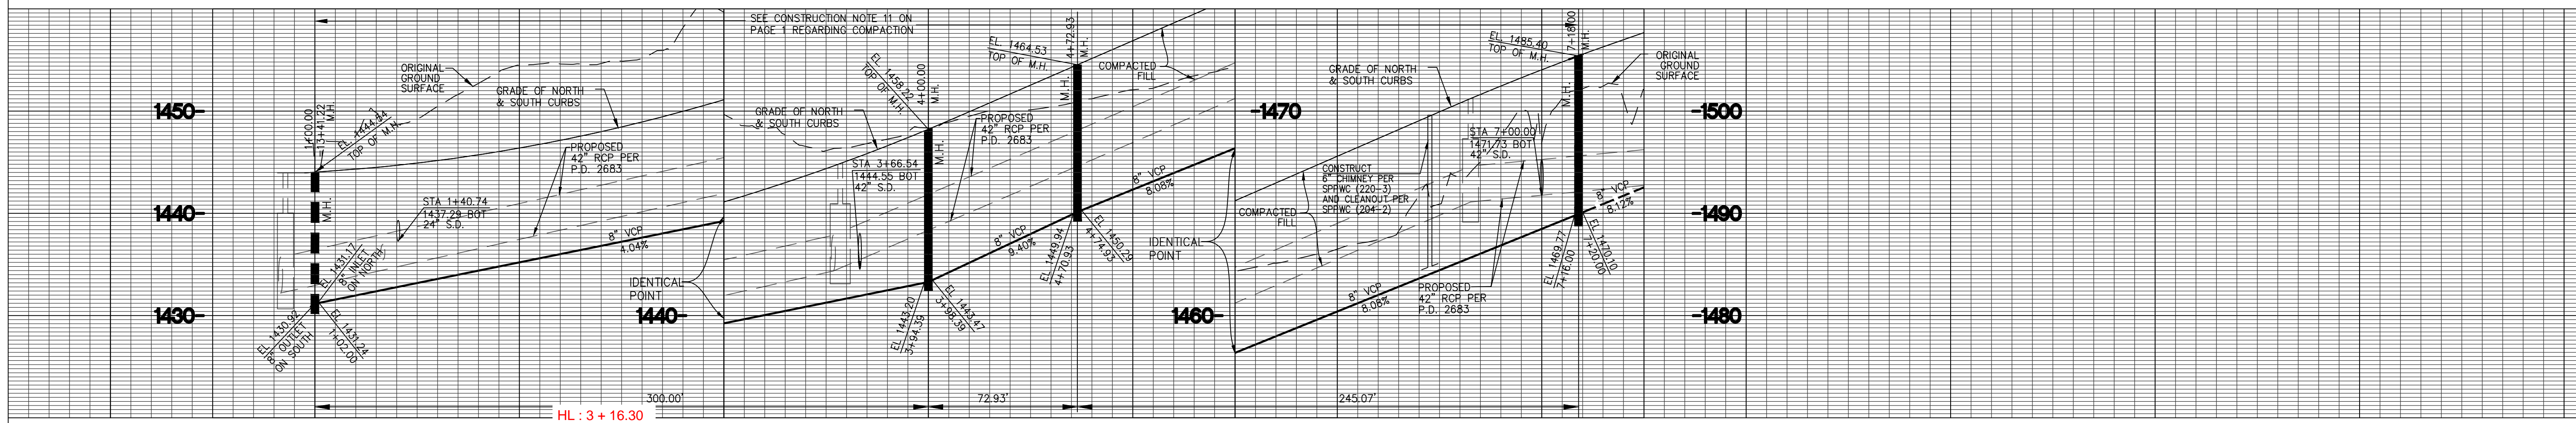 SEE CONSTRUCTION NOTE 11 ON
PAGE 1 REGARDING COMPACTION
1450
1440
1430
1+00.00
=13+41.22
M.H.
EL. 1444.34
TOP OF M.H.
ORIGINAL
GROUND
SURFACE
GRADE OF NORTH
& SOUTH CURBS
PROPOSED
42" RCP PER
P.D. 2683
M.H.
STA 1+40.74
1437.29 BOT
24" S.D.
EL 1431.17
8" INLET
ON NORTH
EL 1430.92
8" OUTLET
ON SOUTH
EL 1431.24
1+02.00
8" VCP
4.04%
IDENTICAL
POINT
1440
300.00'
HL : 3 + 16.30
GRADE OF NORTH
& SOUTH CURBS
EL 1458.22
TOP OF M.H.
4+00.00
M.H.
M.H.
STA 3+66.54
1444.55 BOT
42" S.D.
EL 1443.20
3+94.39
EL 1443.47
3+98.39
PROPOSED
42" RCP PER
P.D. 2683
EL. 1464.53
TOP OF M.H.
4+72.93
M.H.
M.H.
8" VCP
9.40%
EL 1449.94
4+70.93
EL 1450.29
4+74.93
72.93'
COMPACTED
FILL
8" VCP
8.08%
IDENTICAL
POINT
1470
1460
COMPACTED
FILL
GRADE OF NORTH
& SOUTH CURBS
CONSTRUCT
6" CHIMNEY PER
SPPWC (220-3)
AND CLEANOUT PER
SPPWC (204-2)
8" VCP
8.08%
PROPOSED
42" RCP PER
P.D. 2683
STA 7+00.00
1471.73 BOT
42" S.D.
EL. 1485.40
TOP OF M.H.
7+18.00
M.H.
M.H.
ORIGINAL
GROUND
SURFACE
8" VCP
8.12%
EL 1469.77
7+16.00
EL 1470.10
7+20.00
245.07'
1500
1490
1480